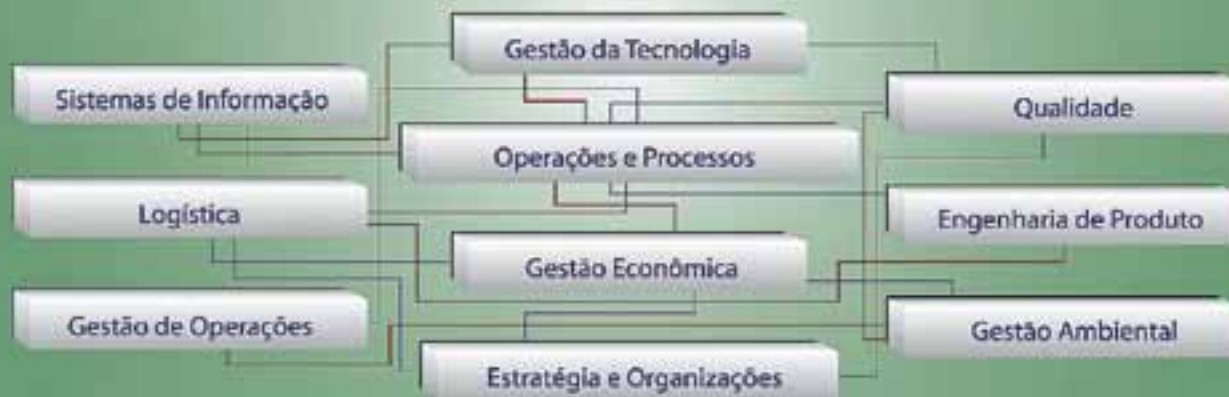 Gestão da Tecnologia
Sistemas de Informação
Qualidade
Operações e Processos
Logística
Engenharia de Produto
Gestão Econômica
Gestão de Operações
Gestão Ambiental
Estratégia e Organizações